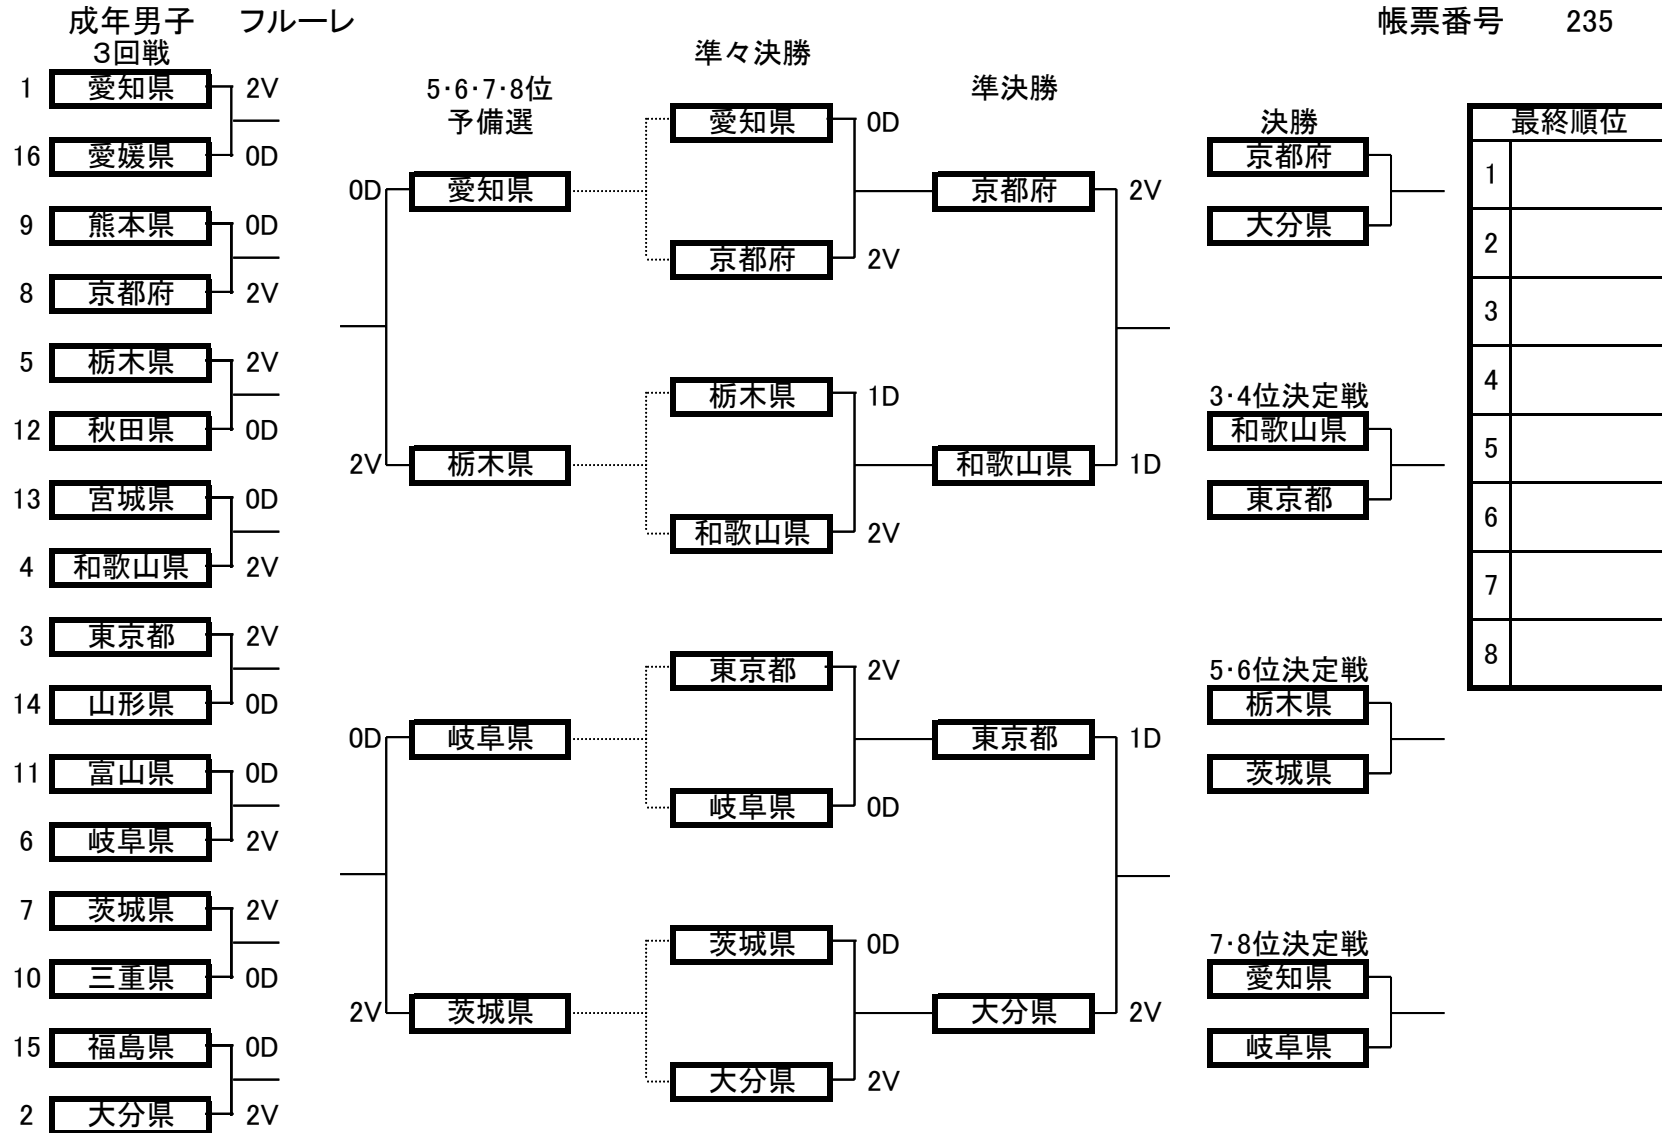 成年男子 フルーレ 帳票番号 235
3回戦
1 愛知県 2V
16 愛媛県 0D
9 熊本県 0D
8 京都府 2V
5 栃木県 2V
12 秋田県 0D
13 宮城県 0D
4 和歌山県 2V
3 東京都 2V
14 山形県 0D
11 富山県 0D
6 岐阜県 2V
7 茨城県 2V
10 三重県 0D
15 福島県 0D
2 大分県 2V
5・6・7・8位
予備選
0D 愛知県
2V 栃木県
0D 岐阜県
2V 茨城県
準々決勝
愛知県 0D
京都府 2V
栃木県 1D
和歌山県 2V
東京都 2V
岐阜県 0D
茨城県 0D
大分県 2V
準決勝
京都府 2V
和歌山県 1D
東京都 1D
大分県 2V
決勝
京都府
大分県
3・4位決定戦
和歌山県
東京都
5・6位決定戦
栃木県
茨城県
7・8位決定戦
愛知県
岐阜県
最終順位
1
2
3
4
5
6
7
8